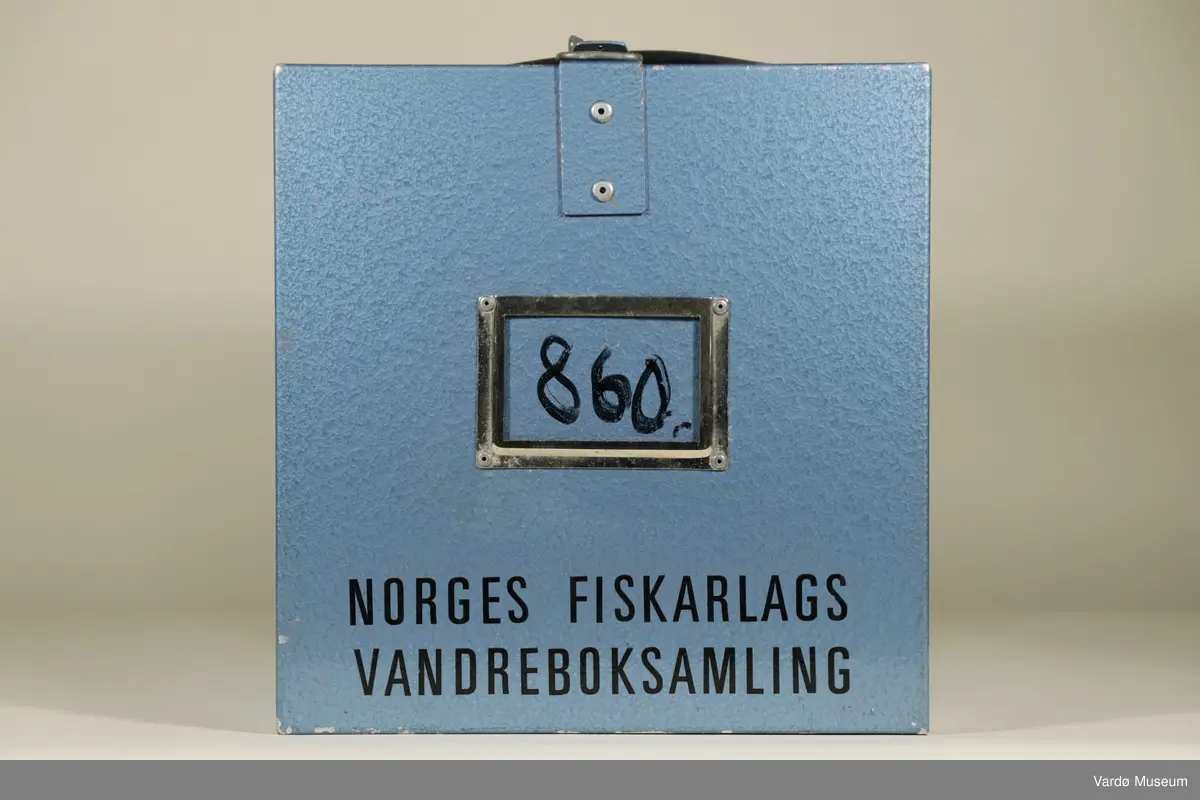 860.-
NORGES FISKARLAGS
VANDREBOKSAMLING
Vardø Museum